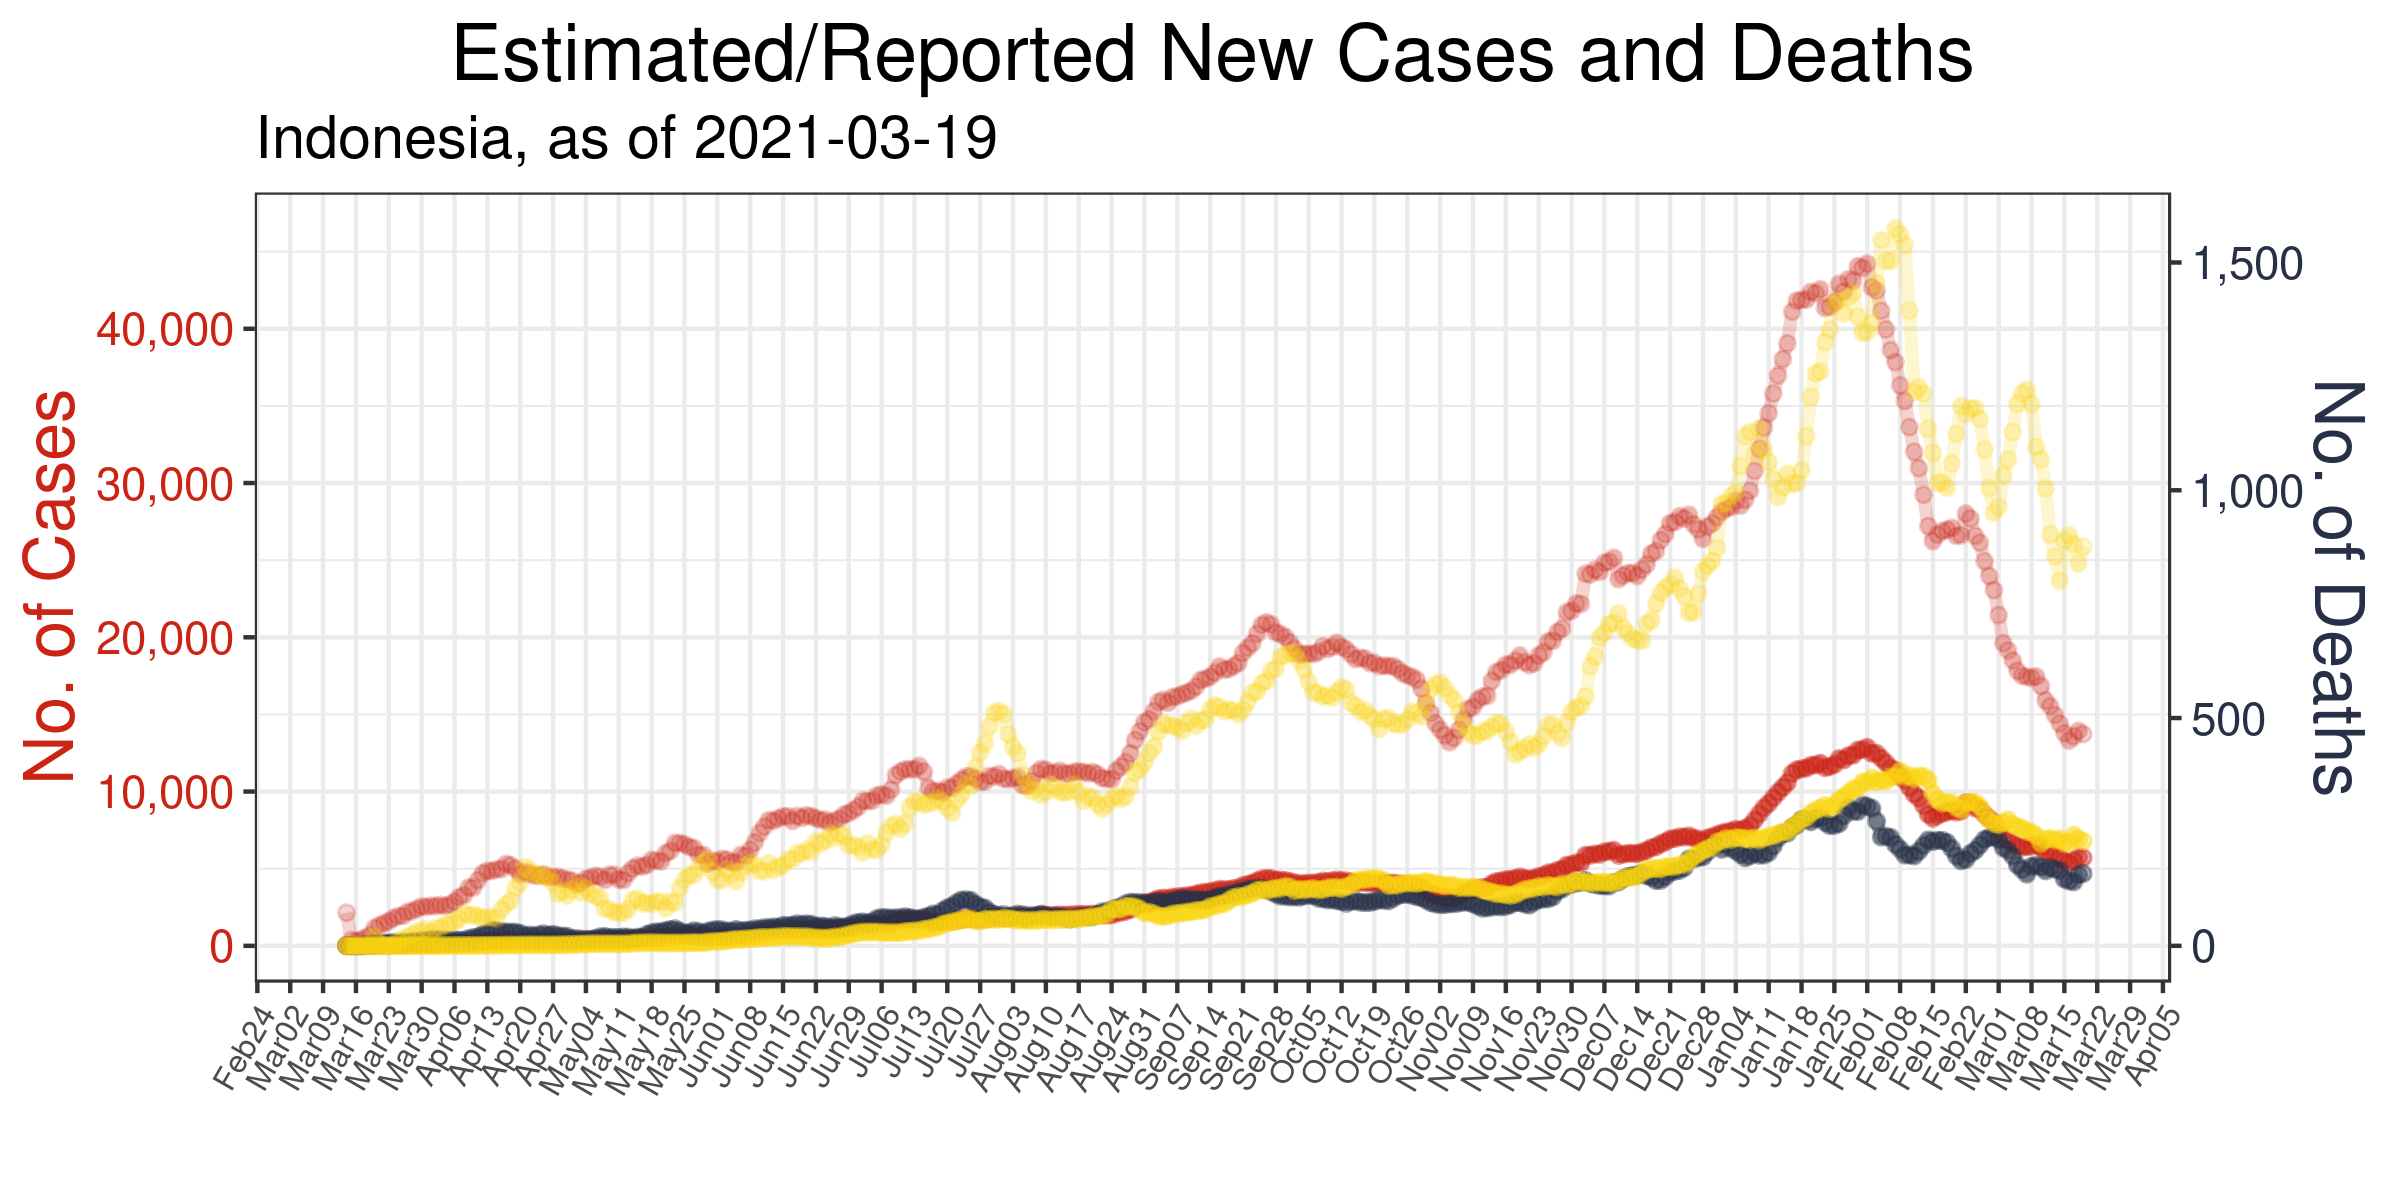 Estimated/Reported New Cases and Deaths
Indonesia, as of 2021-03-19
No. of Cases
40,000
30,000
20,000
10,000
0
1,500
1,000
500
0
No. of Deaths
Feb24
Mar02
Mar09
Mar16
Mar23
Mar30
Apr06
Apr13
Apr20
Apr27
May04
May11
May18
May25
Jun01
Jun08
Jun15
Jun22
Jun29
Jul06
Jul13
Jul20
Jul27
Aug03
Aug10
Aug17
Aug24
Aug31
Sep07
Sep14
Sep21
Sep28
Oct05
Oct12
Oct19
Oct26
Nov02
Nov09
Nov16
Nov23
Nov30
Dec07
Dec14
Dec21
Dec28
Jan04
Jan11
Jan18
Jan25
Feb01
Feb08
Feb15
Feb22
Mar01
Mar08
Mar15
Mar22
Mar29
Apr05